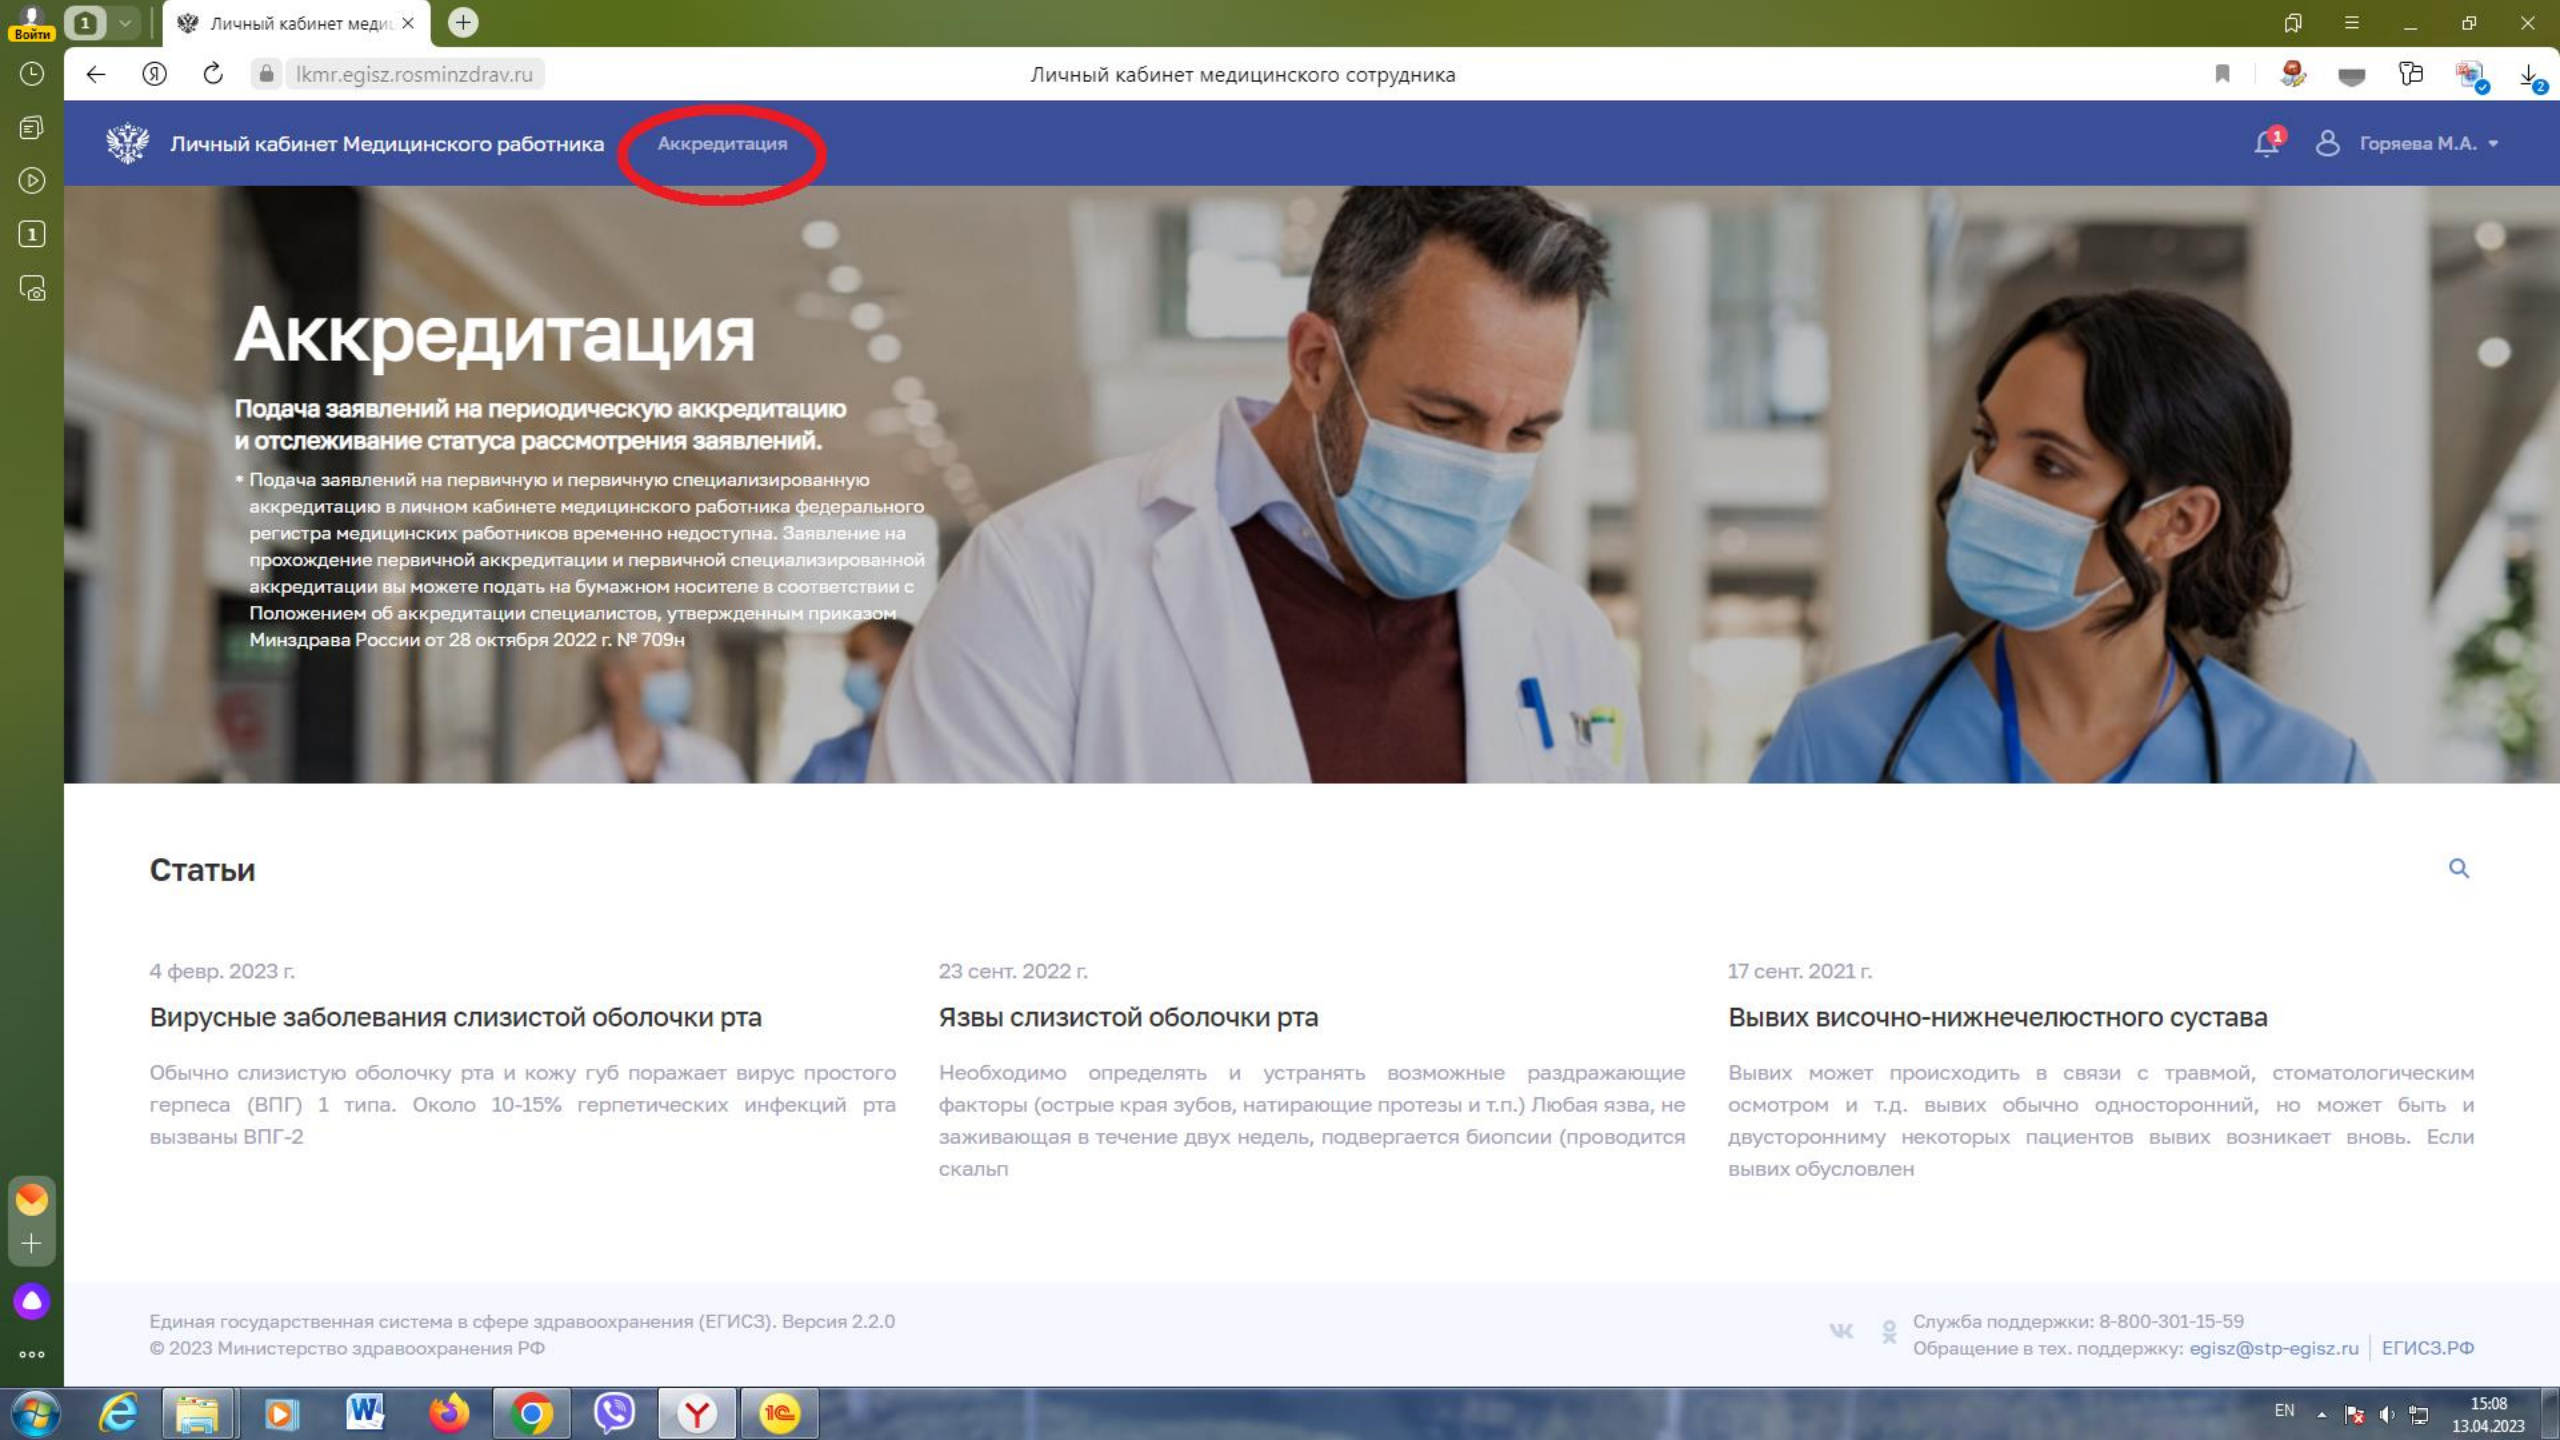 Войти
1
Личный кабинет меди
lkmr.egisz.rosminzdrav.ru
Личный кабинет медицинского сотрудника
2
1
Личный кабинет Медицинского работника
Аккредитация
1
Горяева М.А.
Аккредитация
Подача заявлений на периодическую аккредитацию
и отслеживание статуса рассмотрения заявлений.
* Подача заявлений на первичную и первичную специализированную
аккредитацию в личном кабинете медицинского работника федерального
регистра медицинских работников временно недоступна. Заявление на
прохождение первичной аккредитации и первичной специализированной
аккредитации вы можете подать на бумажном носителе в соответствии с
Положением об аккредитации специалистов, утвержденным приказом
Минздрава России от 28 октября 2022 г. № 709н
Статьи
4 февр. 2023 г.
Вирусные заболевания слизистой оболочки рта
Обычно слизистую оболочку рта и кожу губ поражает вирус простого
герпеса (ВПГ) 1 типа. Около 10-15% герпетических инфекций рта
вызваны ВПГ-2
23 сент. 2022 г.
Язвы слизистой оболочки рта
Необходимо определять и устранять возможные раздражающие
факторы (острые края зубов, натирающие протезы и т.п.) Любая язва, не
заживающая в течение двух недель, подвергается биопсии (проводится
скальп
17 сент. 2021 г.
Вывих височно-нижнечелюстного сустава
Вывих может происходить в связи с травмой, стоматологическим
осмотром и т.д. вывих обычно односторонний, но может быть и
двусторонниму некоторых пациентов вывих возникает вновь. Если
вывих обусловлен
Единая государственная система в сфере здравоохранения (ЕГИСЗ). Версия 2.2.0
© 2023 Министерство здравоохранения РФ
Служба поддержки: 8-800-301-15-59
Обращение в тех. поддержку: egisz@stp-egisz.ru
ЕГИСЗ.РФ
EN
15:08
13.04.2023